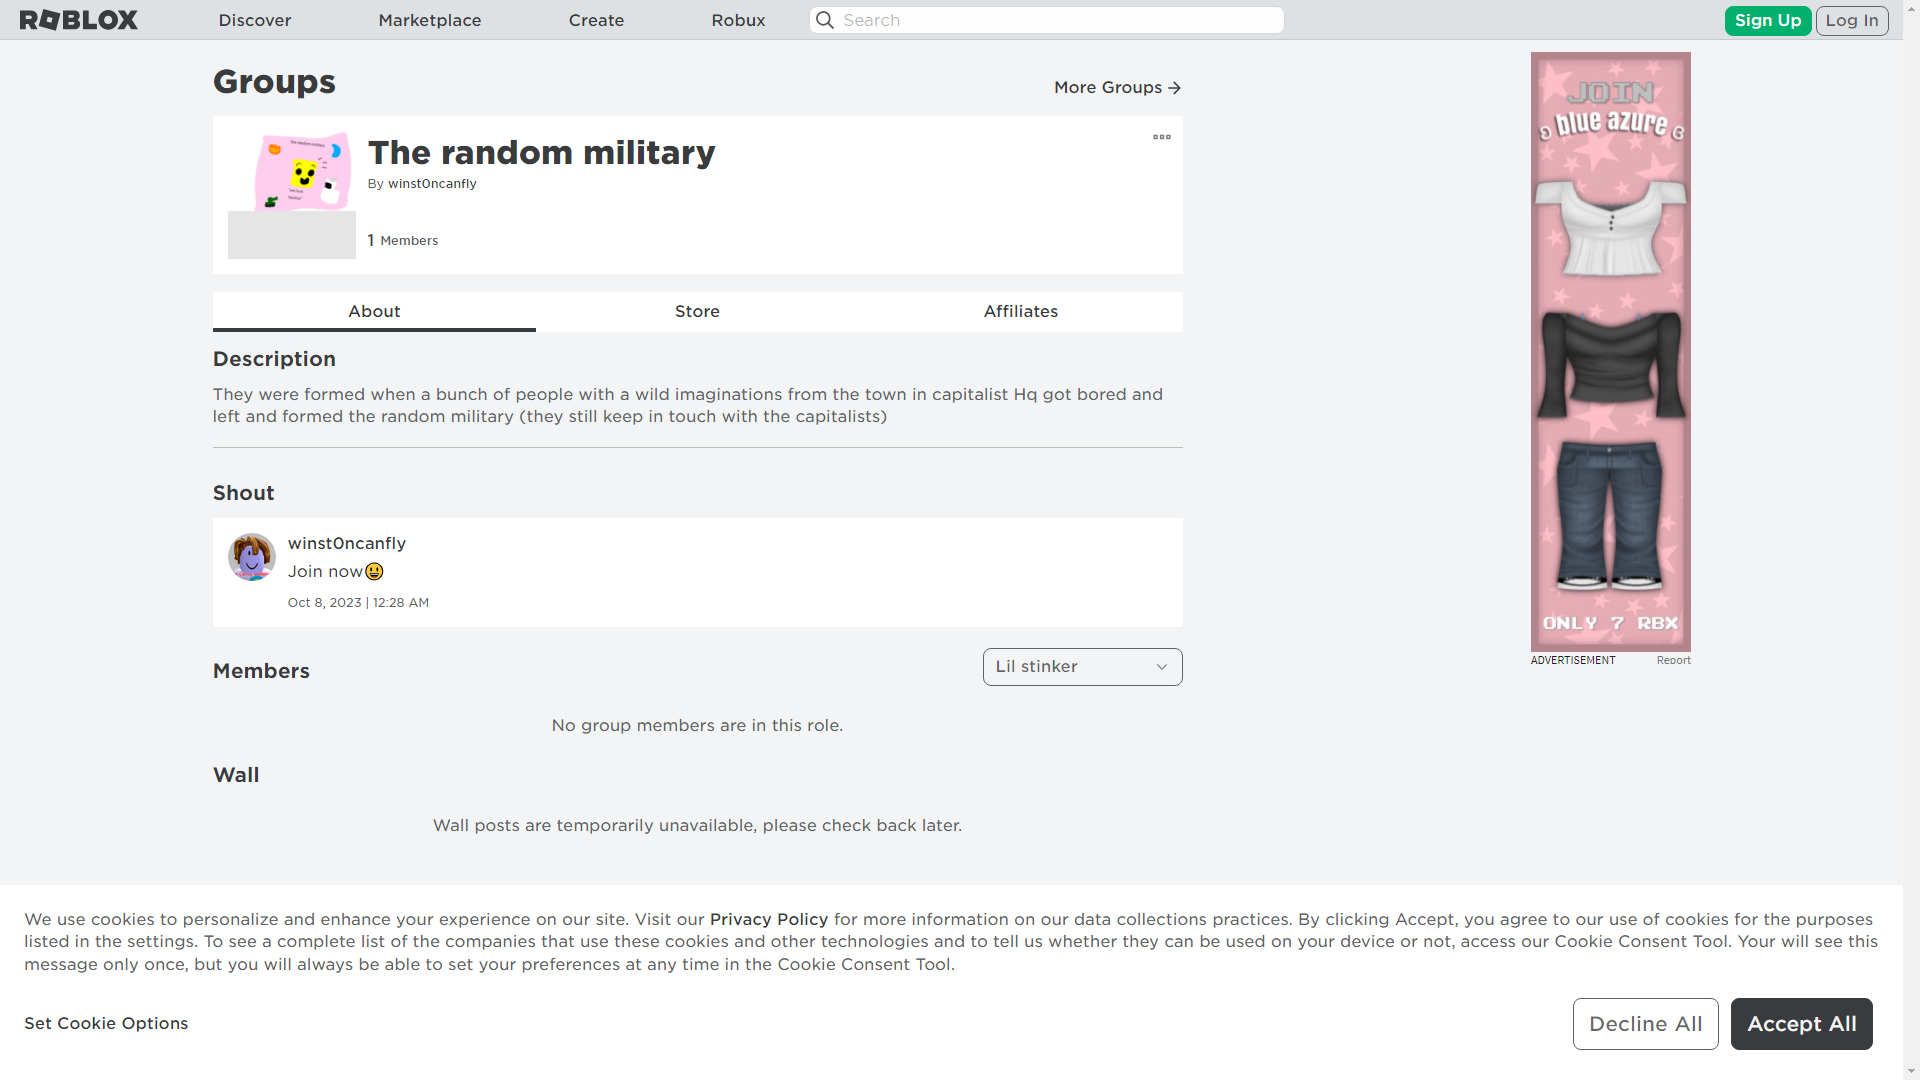 ROBLOX
Discover
Marketplace
Create
Robux
Search
Sign Up
Log In
Groups
More Groups
The random military
By winst0ncanfly
1 Members
About
Store
Affiliates
Description
They were formed when a bunch of people with a wild imaginations from the town in capitalist Hq got bored and
left and formed the random military (they still keep in touch with the capitalists)
Shout
winst0ncanfly
Join now😃
Oct 8, 2023 | 12:28 AM
Members
Lil stinker
No group members are in this role.
Wall
Wall posts are temporarily unavailable, please check back later.
JOIN
blue azure
ONLY 7 RBX
ADVERTISEMENT
Report
We use cookies to personalize and enhance your experience on our site. Visit our Privacy Policy for more information on our data collections practices. By clicking Accept, you agree to our use of cookies for the purposes
listed in the settings. To see a complete list of the companies that use these cookies and other technologies and to tell us whether they can be used on your device or not, access our Cookie Consent Tool. Your will see this
message only once, but you will always be able to set your preferences at any time in the Cookie Consent Tool.
Set Cookie Options
Decline All
Accept All